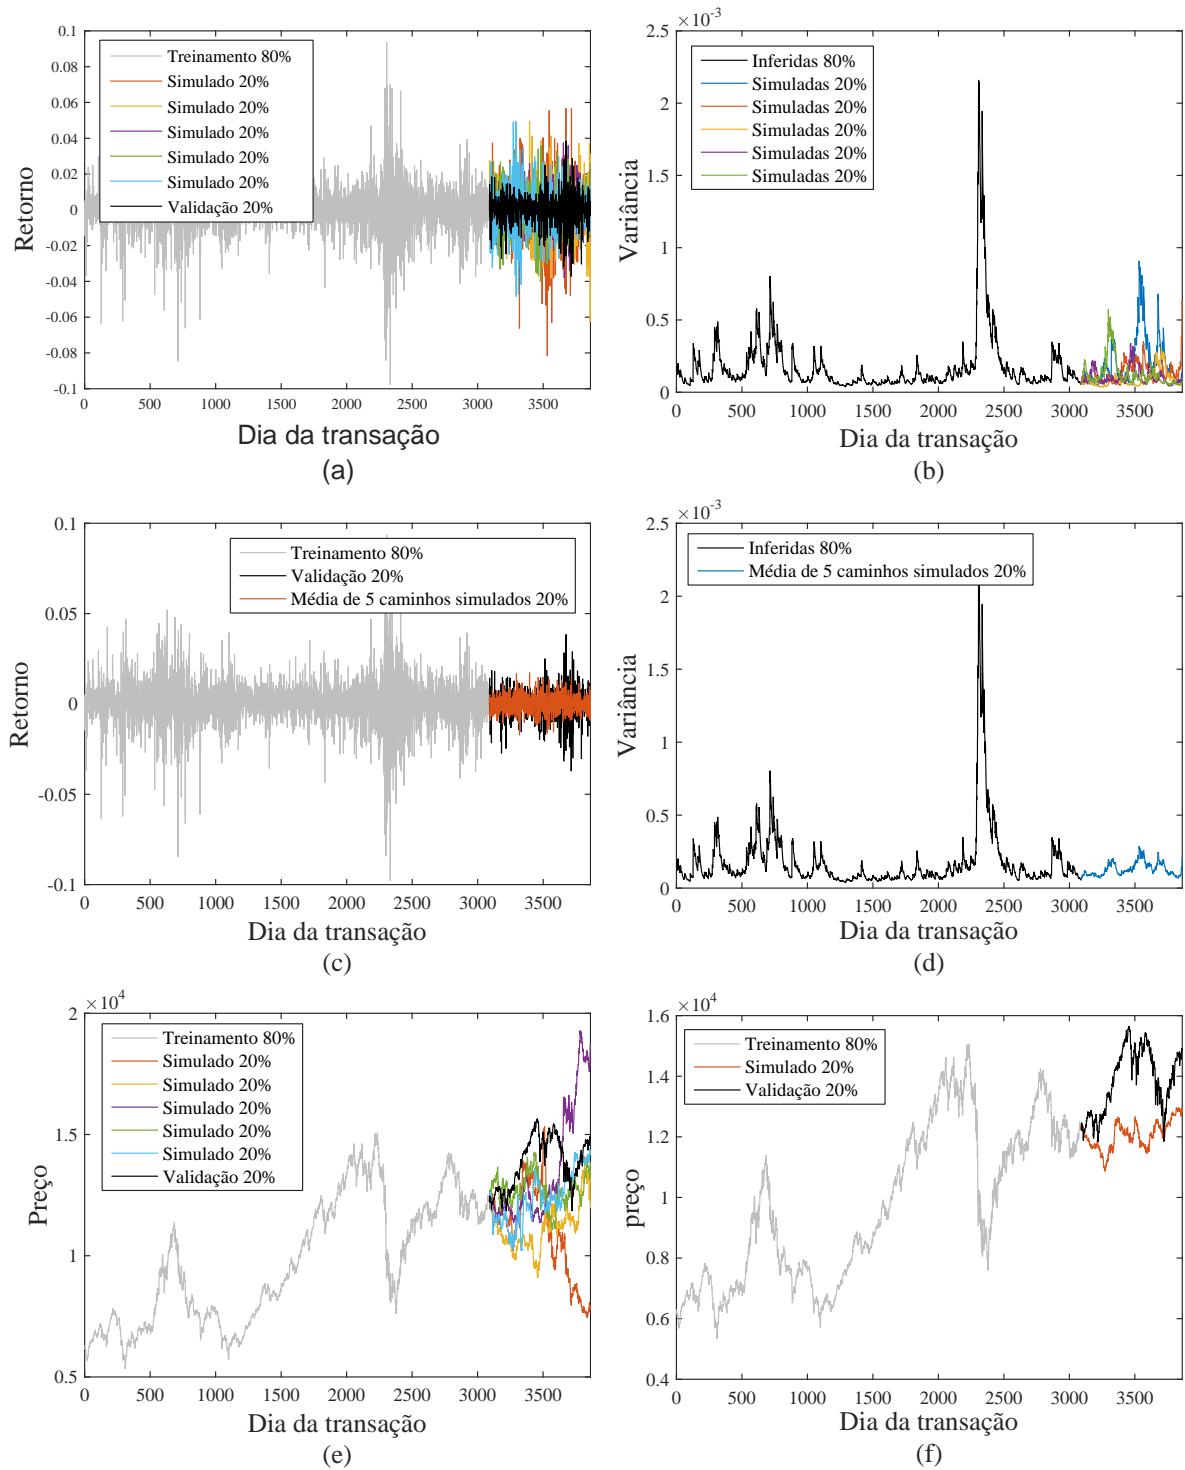 0.1
0.08
0.06
0.04
0.02
0
-0.02
-0.04
-0.06
-0.08
-0.1
Retorno
Treinamento 80%
Simulado 20%
Simulado 20%
Simulado 20%
Simulado 20%
Simulado 20%
Validação 20%
0 500 1000 1500 2000 2500 3000 3500
Dia da transação
(a)
×10-3
2.5
2
1.5
1
0.5
0
Variância
Inferidas 80%
Simuladas 20%
Simuladas 20%
Simuladas 20%
Simuladas 20%
Simuladas 20%
0 500 1000 1500 2000 2500 3000 3500
Dia da transação
(b)
0.1
0.05
0
-0.05
-0.1
Retorno
Treinamento 80%
Validação 20%
Média de 5 caminhos simulados 20%
0 500 1000 1500 2000 2500 3000 3500
Dia da transação
(c)
×10-3
2.5
2
1.5
1
0.5
0
Variância
Inferidas 80%
Média de 5 caminhos simulados 20%
0 500 1000 1500 2000 2500 3000 3500
Dia da transação
(d)
×104
2
1.5
1
0.5
Preço
Treinamento 80%
Simulado 20%
Simulado 20%
Simulado 20%
Simulado 20%
Simulado 20%
Validação 20%
0 500 1000 1500 2000 2500 3000 3500
Dia da transação
(e)
×104
1.6
1.4
1.2
1
0.8
0.6
0.4
preço
Treinamento 80%
Simulado 20%
Validação 20%
0 500 1000 1500 2000 2500 3000 3500
Dia da transação
(f)